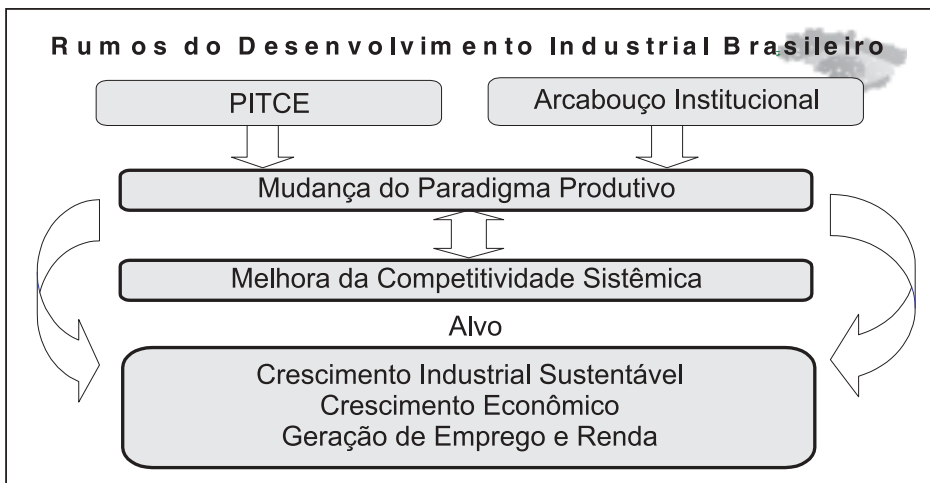 Rumos do Desenvolvimento Industrial Brasileiro
PITCE
Arcabouço Institucional
Mudança do Paradigma Produtivo
Melhora da Competitividade Sistêmica
Alvo
Crescimento Industrial Sustentável
Crescimento Econômico
Geração de Emprego e Renda